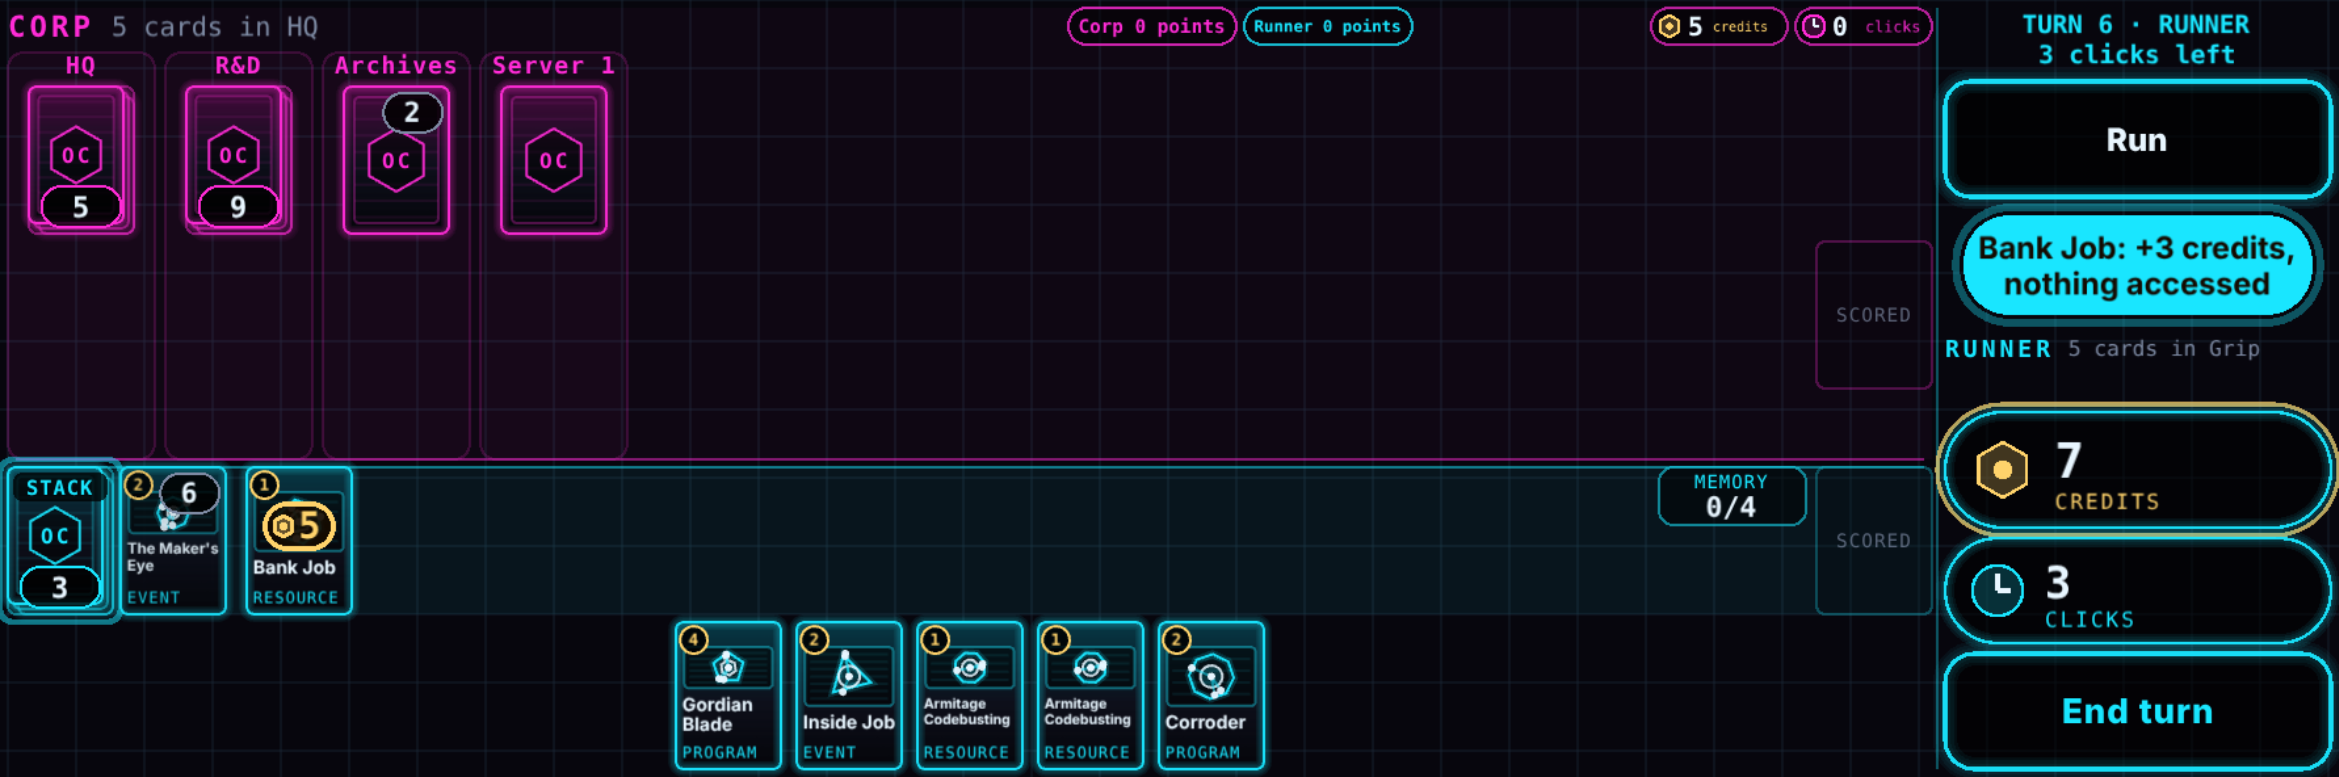 CORP 5 cards in HQ
Corp 0 points
Runner 0 points
5 credits
0 clicks
TURN 6 · RUNNER
3 clicks left
HQ
R&D
Archives
Server 1
OC
5
OC
9
2
OC
OC
SCORED
Run
Bank Job: +3 credits,
nothing accessed
RUNNER 5 cards in Grip
7
CREDITS
3
CLICKS
End turn
STACK
OC
3
2
6
The Maker's
Eye
EVENT
1
5
Bank Job
RESOURCE
MEMORY
0/4
SCORED
4
Gordian
Blade
PROGRAM
2
Inside Job
EVENT
1
Armitage
Codebusting
RESOURCE
1
Armitage
Codebusting
RESOURCE
2
Corroder
PROGRAM